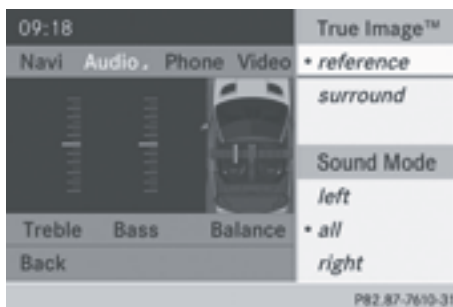 09:18
Navi Audio. Phone Video
Treble Bass Balance
Back
True Image™
• reference
surround
Sound Mode
left
• all
right
P82.87-7610-31